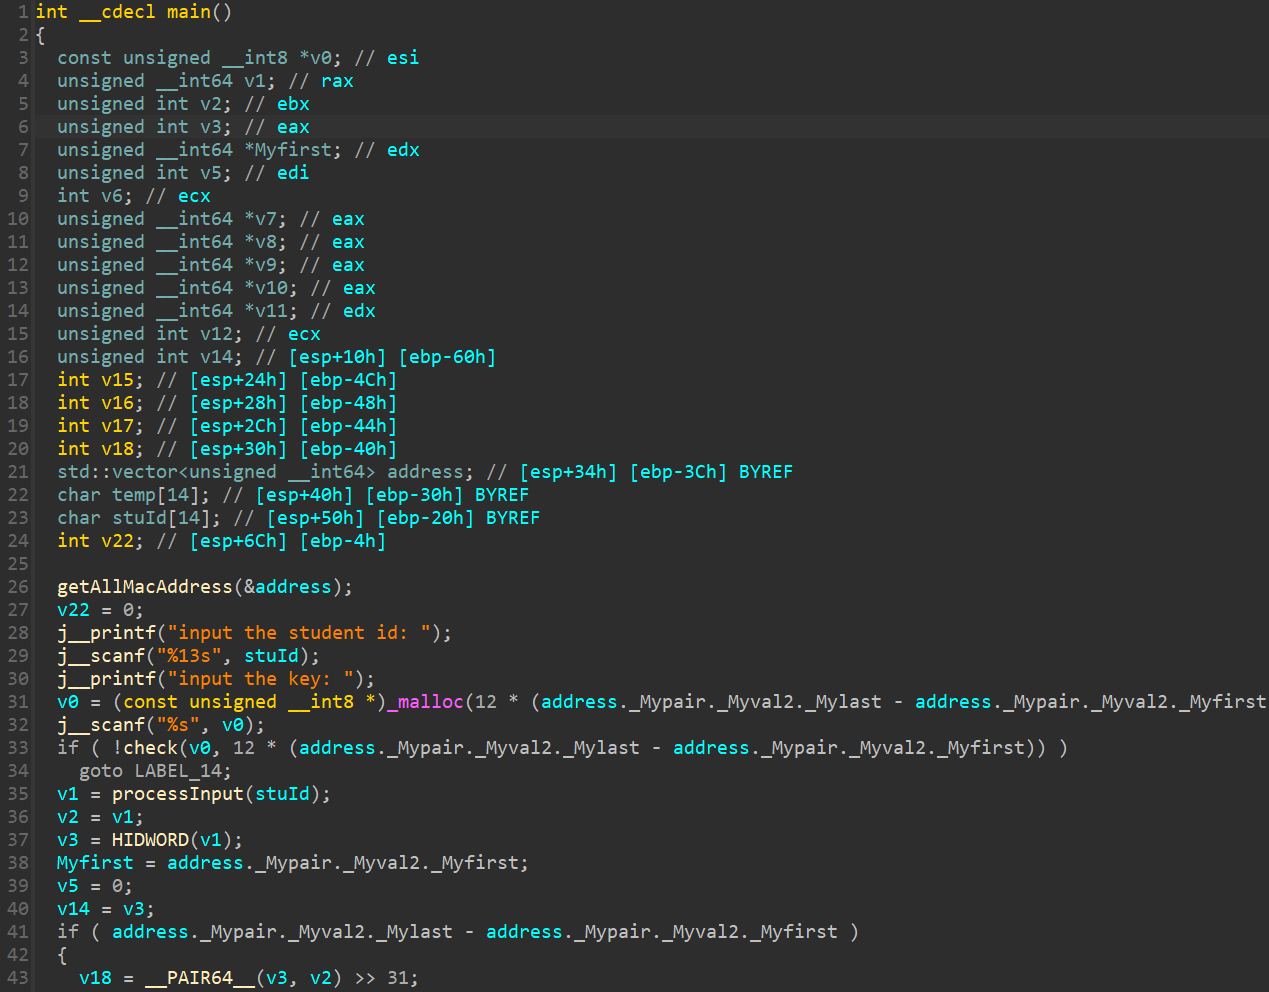 1 int __cdecl main()
2 {
3 const unsigned __int8 *v0; // esi
4 unsigned __int64 v1; // rax
5 unsigned int v2; // ebx
6 unsigned int v3; // eax
7 unsigned __int64 *Myfirst; // edx
8 unsigned int v5; // edi
9 int v6; // ecx
10 unsigned __int64 *v7; // eax
11 unsigned __int64 *v8; // eax
12 unsigned __int64 *v9; // eax
13 unsigned __int64 *v10; // eax
14 unsigned __int64 *v11; // edx
15 unsigned int v12; // ecx
16 unsigned int v14; // [esp+10h] [ebp-60h]
17 int v15; // [esp+24h] [ebp-4Ch]
18 int v16; // [esp+28h] [ebp-48h]
19 int v17; // [esp+2Ch] [ebp-44h]
20 int v18; // [esp+30h] [ebp-40h]
21 std::vector<unsigned __int64> address; // [esp+34h] [ebp-3Ch] BYREF
22 char temp[14]; // [esp+40h] [ebp-30h] BYREF
23 char stuId[14]; // [esp+50h] [ebp-20h] BYREF
24 int v22; // [esp+6Ch] [ebp-4h]
25
26 getAllMacAddress(&address);
27 v22 = 0;
28 j__printf("input the student id: ");
29 j__scanf("%13s", stuId);
30 j__printf("input the key: ");
31 v0 = (const unsigned __int8 *)_malloc(12 * (address._Mypair._Myval2._Mylast - address._Mypair._Myval2._Myfirst
32 j__scanf("%s", v0);
33 if ( !check(v0, 12 * (address._Mypair._Myval2._Mylast - address._Mypair._Myval2._Myfirst)) )
34 goto LABEL_14;
35 v1 = processInput(stuId);
36 v2 = v1;
37 v3 = HIDWORD(v1);
38 Myfirst = address._Mypair._Myval2._Myfirst;
39 v5 = 0;
40 v14 = v3;
41 if ( address._Mypair._Myval2._Mylast - address._Mypair._Myval2._Myfirst )
42 {
43 v18 = __PAIR64__(v3, v2) >> 31;